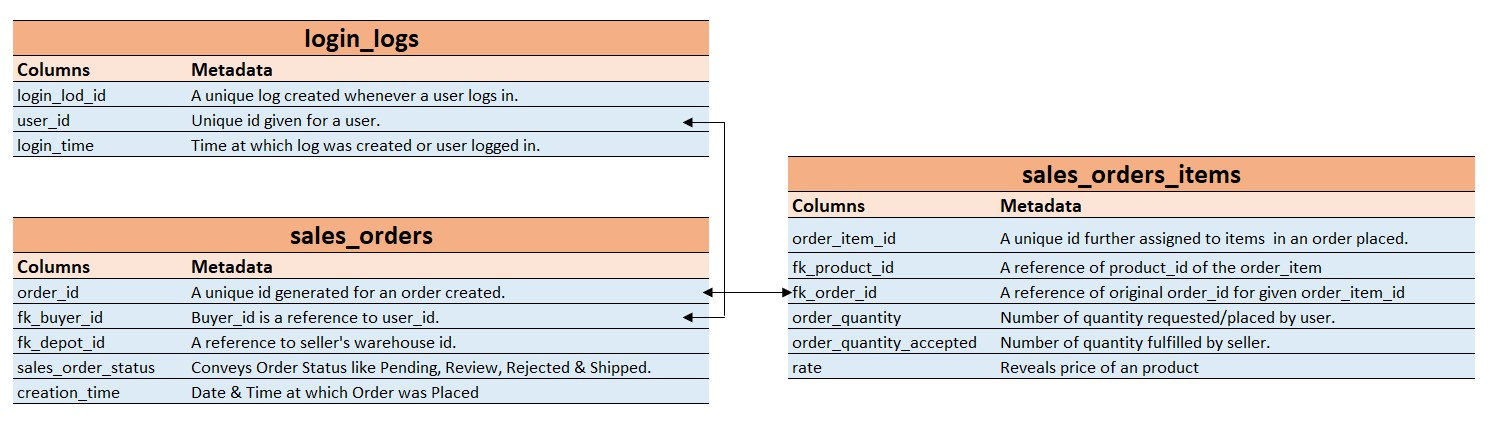 login_logs
Columns Metadata
login_lod_id A unique log created whenever a user logs in.
user_id Unique id given for a user.
login_time Time at which log was created or user logged in.
sales_orders
Columns Metadata
order_id A unique id generated for an order created.
fk_buyer_id Buyer_id is a reference to user_id.
fk_depot_id A reference to seller's warehouse id.
sales_order_status Conveys Order Status like Pending, Review, Rejected & Shipped.
creation_time Date & Time at which Order was Placed
sales_orders_items
Columns Metadata
order_item_id A unique id further assigned to items in an order placed.
fk_product_id A reference of product_id of the order_item
fk_order_id A reference of original order_id for given order_item_id
order_quantity Number of quantity requested/placed by user.
order_quantity_accepted Number of quantity fulfilled by seller.
rate Reveals price of an product